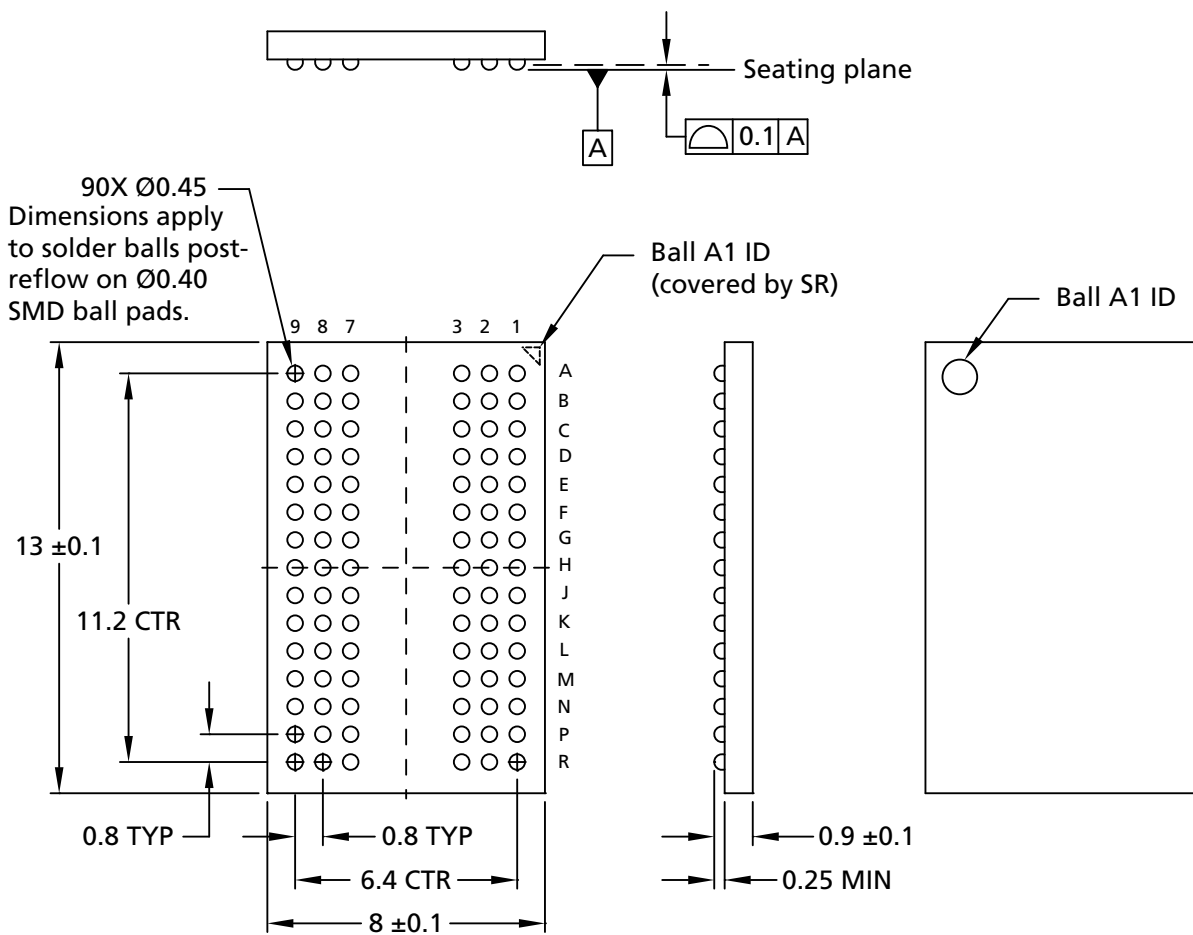 Seating plane
A
0.1 A
90X Ø0.45
Dimensions apply
to solder balls post-
reflow on Ø0.40
SMD ball pads.
Ball A1 ID
(covered by SR)
Ball A1 ID
9 8 7 3 2 1
A
B
C
D
E
F
G
H
J
K
L
M
N
P
R
13 ±0.1
11.2 CTR
0.8 TYP
0.8 TYP
6.4 CTR
8 ±0.1
0.9 ±0.1
0.25 MIN